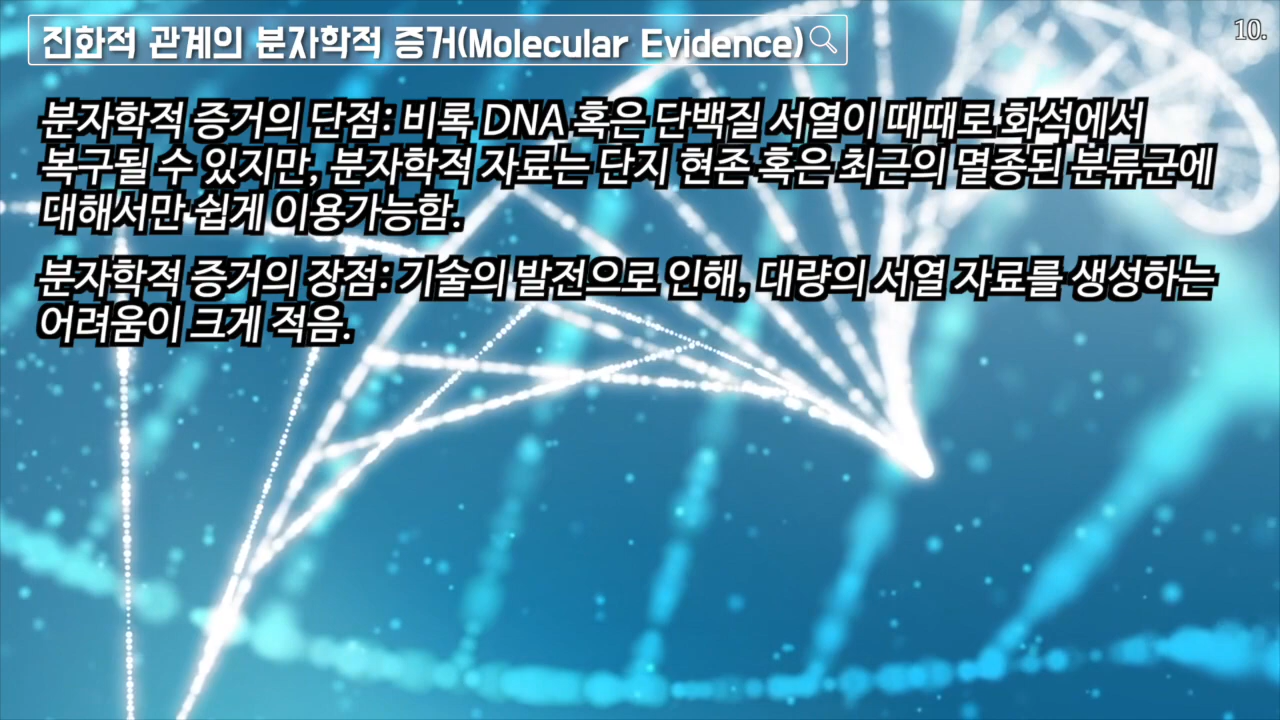 진화적 관계의 분자학적 증거(Molecular Evidence)
10.
분자학적 증거의 단점: 비록 DNA 혹은 단백질 서열이 때때로 화석에서
복구될 수 있지만, 분자학적 자료는 단지 현존 혹은 최근의 멸종된 분류군에
대해서만 쉽게 이용가능함.
분자학적 증거의 장점: 기술의 발전으로 인해, 대량의 서열 자료를 생성하는
어려움이 크게 적음.